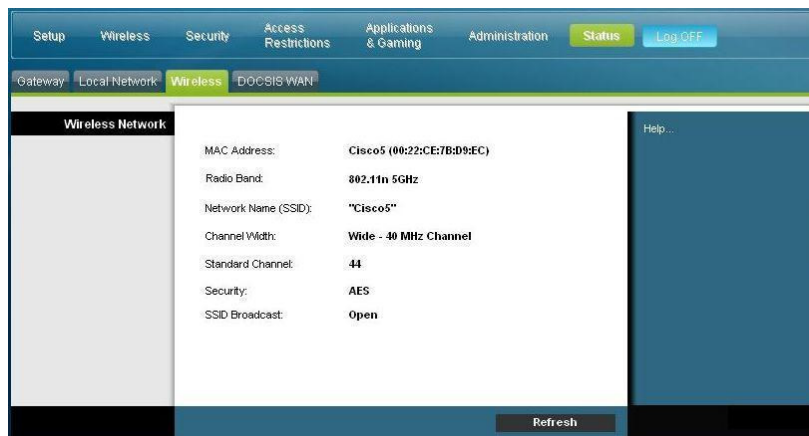 Setup Wireless Security Access Restrictions Applications & Gaming Administration Status Log OFF
Gateway Local Network Wireless DOCSIS WAN
Wireless Network
Help...
MAC Address: Cisco5 (00:22:CE:7B:D9:EC)
Radio Band: 802.11n 5GHz
Network Name (SSID): "Cisco5"
Channel Width: Wide - 40 MHz Channel
Standard Channel: 44
Security: AES
SSID Broadcast: Open
Refresh